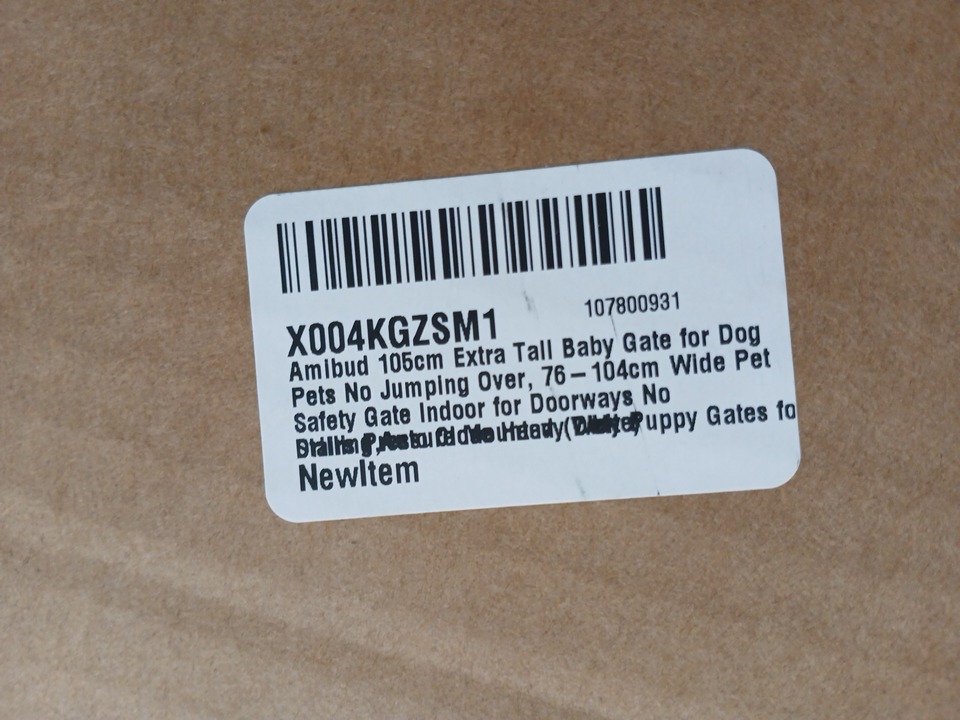 107800931
X004KGZSM1
Amlbud 105cm Extra Tall Baby Gate for Dog
Pets No Jumping Over, 76-104cm Wide Pet
Safety Gate Indoor for Doorways No
Puppy Gates fo
NewItem